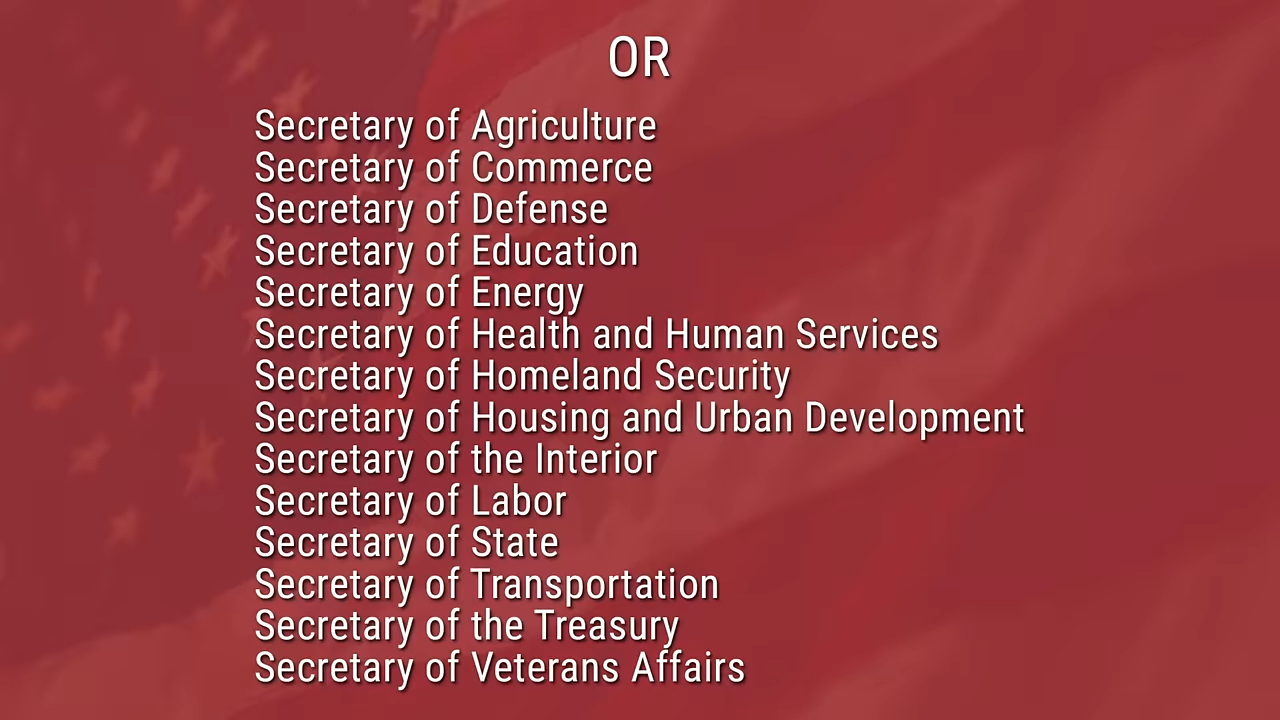 OR
Secretary of Agriculture
Secretary of Commerce
Secretary of Defense
Secretary of Education
Secretary of Energy
Secretary of Health and Human Services
Secretary of Homeland Security
Secretary of Housing and Urban Development
Secretary of the Interior
Secretary of Labor
Secretary of State
Secretary of Transportation
Secretary of the Treasury
Secretary of Veterans Affairs